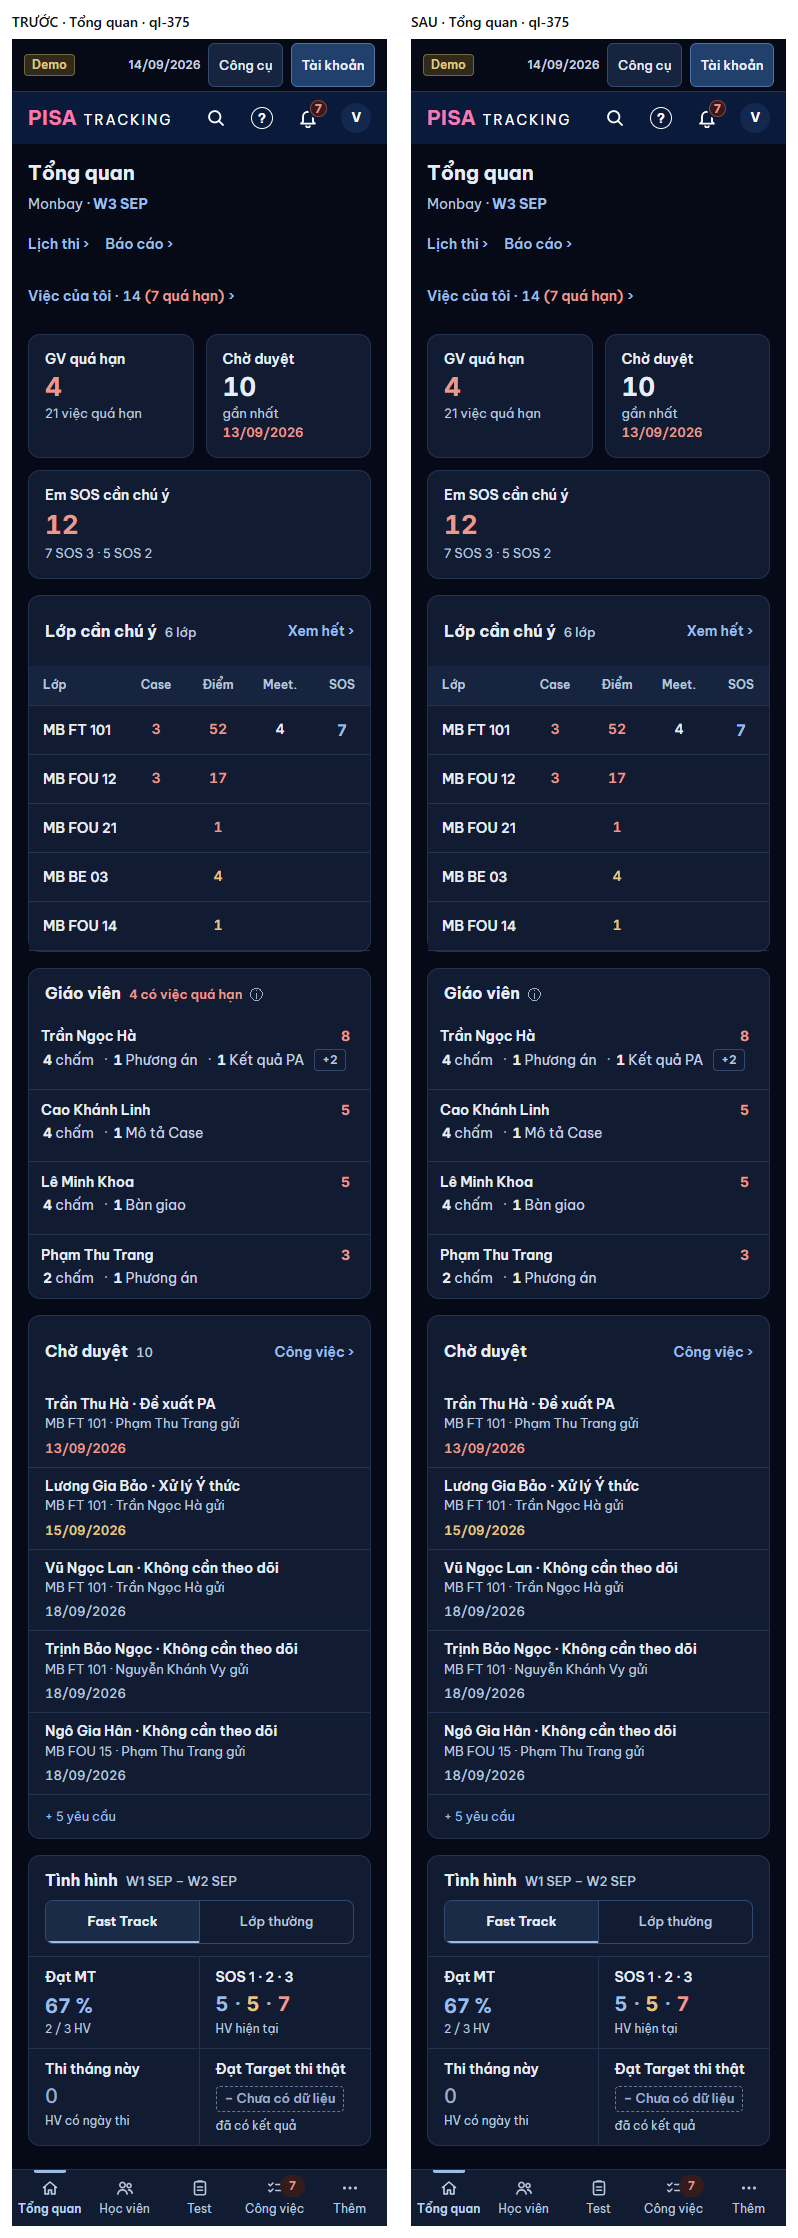 TRƯỚC · Tổng quan · ql-375
Demo 14/09/2026 Công cụ Tài khoản
PISA TRACKING ? 7 V
Tổng quan
Monbay · W3 SEP
Lịch thi › Báo cáo ›
Việc của tôi · 14 (7 quá hạn) ›
GV quá hạn
4
21 việc quá hạn
Chờ duyệt
10
gần nhất
13/09/2026
Em SOS cần chú ý
12
7 SOS 3 · 5 SOS 2
Lớp cần chú ý 6 lớp Xem hết ›
Lớp Case Điểm Meet. SOS
MB FT 101 3 52 4 7
MB FOU 12 3 17
MB FOU 21 1
MB BE 03 4
MB FOU 14 1
Giáo viên 4 có việc quá hạn ⓘ
Trần Ngọc Hà 8
4 chấm · 1 Phương án · 1 Kết quả PA +2
Cao Khánh Linh 5
4 chấm · 1 Mô tả Case
Lê Minh Khoa 5
4 chấm · 1 Bàn giao
Phạm Thu Trang 3
2 chấm · 1 Phương án
Chờ duyệt 10 Công việc ›
Trần Thu Hà · Đề xuất PA
MB FT 101 · Phạm Thu Trang gửi
13/09/2026
Lương Gia Bảo · Xử lý Ý thức
MB FT 101 · Trần Ngọc Hà gửi
15/09/2026
Vũ Ngọc Lan · Không cần theo dõi
MB FT 101 · Trần Ngọc Hà gửi
18/09/2026
Trịnh Bảo Ngọc · Không cần theo dõi
MB FT 101 · Nguyễn Khánh Vy gửi
18/09/2026
Ngô Gia Hân · Không cần theo dõi
MB FOU 15 · Phạm Thu Trang gửi
18/09/2026
+ 5 yêu cầu
Tình hình W1 SEP – W2 SEP
Fast Track Lớp thường
Đạt MT
67 %
2 / 3 HV
SOS 1 · 2 · 3
5 · 5 · 7
HV hiện tại
Thi tháng này
0
HV có ngày thi
Đạt Target thi thật
– Chưa có dữ liệu
đã có kết quả
7
Tổng quan Học viên Test Công việc Thêm
SAU · Tổng quan · ql-375
Demo 14/09/2026 Công cụ Tài khoản
PISA TRACKING ? 7 V
Tổng quan
Monbay · W3 SEP
Lịch thi › Báo cáo ›
Việc của tôi · 14 (7 quá hạn) ›
GV quá hạn
4
21 việc quá hạn
Chờ duyệt
10
gần nhất
13/09/2026
Em SOS cần chú ý
12
7 SOS 3 · 5 SOS 2
Lớp cần chú ý 6 lớp Xem hết ›
Lớp Case Điểm Meet. SOS
MB FT 101 3 52 4 7
MB FOU 12 3 17
MB FOU 21 1
MB BE 03 4
MB FOU 14 1
Giáo viên ⓘ
Trần Ngọc Hà 8
4 chấm · 1 Phương án · 1 Kết quả PA +2
Cao Khánh Linh 5
4 chấm · 1 Mô tả Case
Lê Minh Khoa 5
4 chấm · 1 Bàn giao
Phạm Thu Trang 3
2 chấm · 1 Phương án
Chờ duyệt Công việc ›
Trần Thu Hà · Đề xuất PA
MB FT 101 · Phạm Thu Trang gửi
13/09/2026
Lương Gia Bảo · Xử lý Ý thức
MB FT 101 · Trần Ngọc Hà gửi
15/09/2026
Vũ Ngọc Lan · Không cần theo dõi
MB FT 101 · Trần Ngọc Hà gửi
18/09/2026
Trịnh Bảo Ngọc · Không cần theo dõi
MB FT 101 · Nguyễn Khánh Vy gửi
18/09/2026
Ngô Gia Hân · Không cần theo dõi
MB FOU 15 · Phạm Thu Trang gửi
18/09/2026
+ 5 yêu cầu
Tình hình W1 SEP – W2 SEP
Fast Track Lớp thường
Đạt MT
67 %
2 / 3 HV
SOS 1 · 2 · 3
5 · 5 · 7
HV hiện tại
Thi tháng này
0
HV có ngày thi
Đạt Target thi thật
– Chưa có dữ liệu
đã có kết quả
7
Tổng quan Học viên Test Công việc Thêm